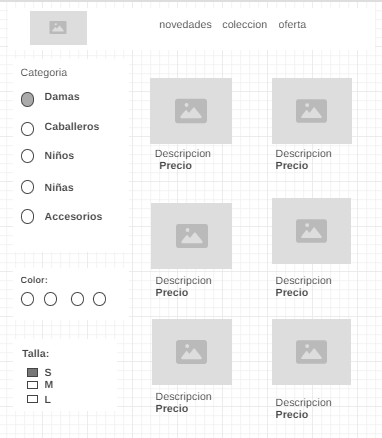 novedades coleccion oferta
Categoria
Damas
Caballeros
Niños
Niñas
Accesorios
Color:
Talla:
S
M
L
Descripcion
Precio
Descripcion
Precio
Descripcion
Precio
Descripcion
Precio
Descripcion
Precio
Descripcion
Precio